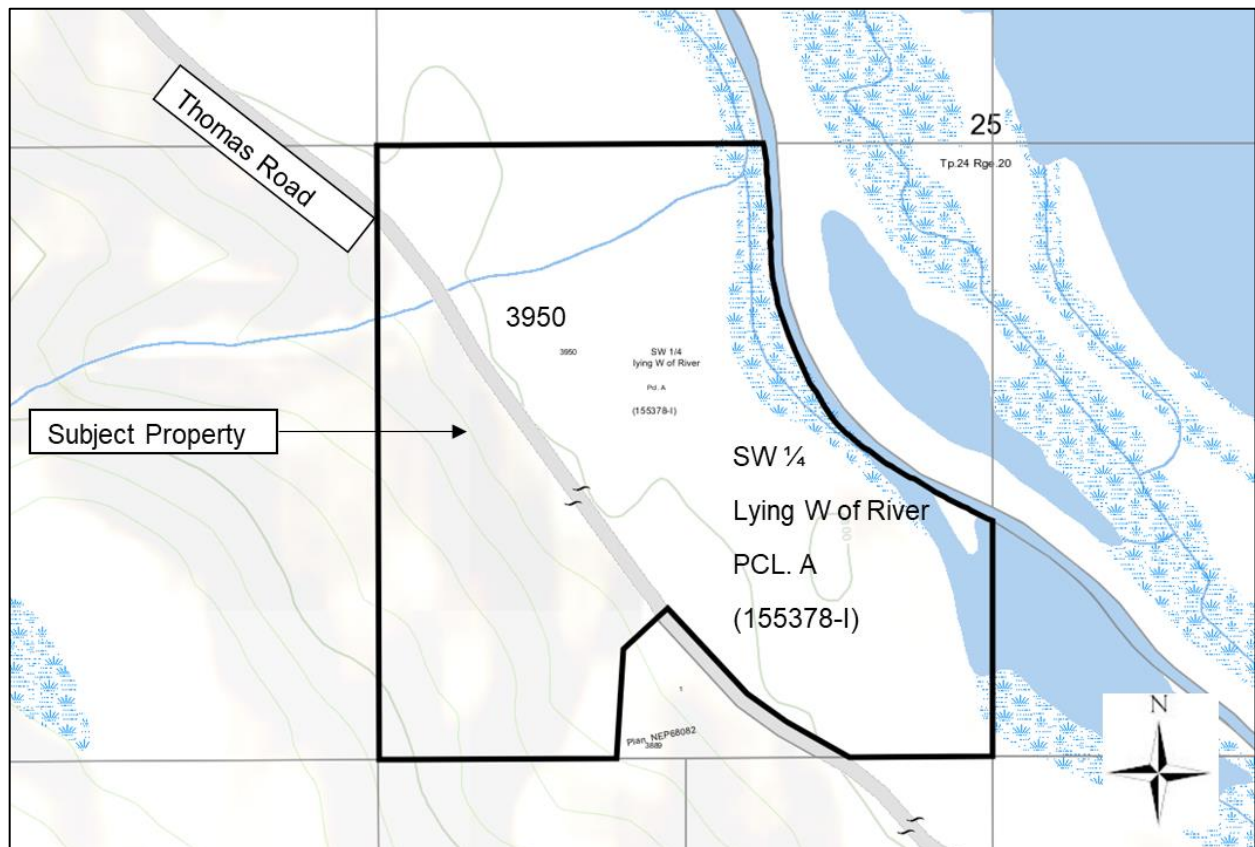 25
Tp.24 Rge.20
Thomas Road
3950
3950
SW 1/4
lying W of River
Pcl. A
(155378-I)
Subject Property
SW ¼
Lying W of River
PCL. A
(155378-I)
100
1
Plan NEP68082
3889
N